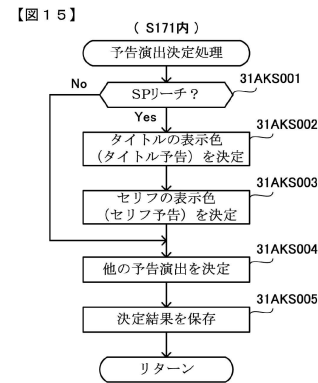 【図１５】
（ S171内 ）
予告演出決定処理
31AKS001
SPリーチ？
No
Yes
31AKS002
タイトルの表示色
（タイトル予告）を決定
31AKS003
セリフの表示色
（セリフ予告）を決定
31AKS004
他の予告演出を決定
31AKS005
決定結果を保存
リターン